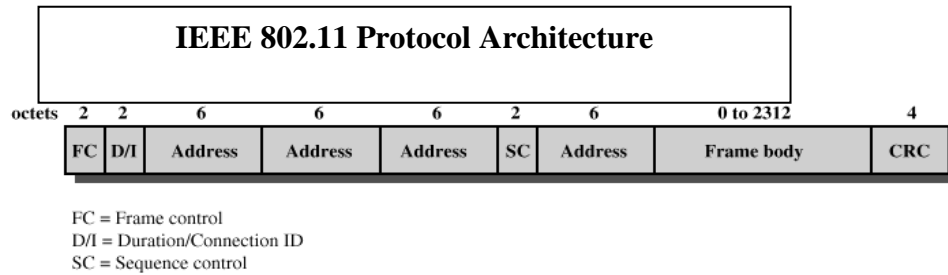 IEEE 802.11 Protocol Architecture
octets 2 2 6 6 6 2 6 0 to 2312 4
FC D/I Address Address Address SC Address Frame body CRC
FC = Frame control
D/I = Duration/Connection ID
SC = Sequence control